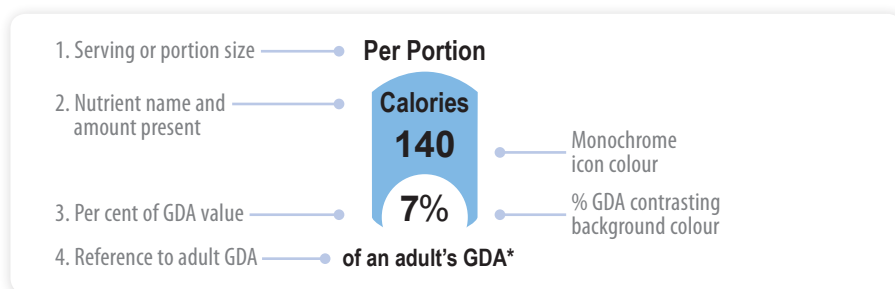 1. Serving or portion size
Per Portion
2. Nutrient name and
amount present
Calories
140
Monochrome
icon colour
3. Per cent of GDA value
7%
% GDA contrasting
background colour
4. Reference to adult GDA
of an adult's GDA*